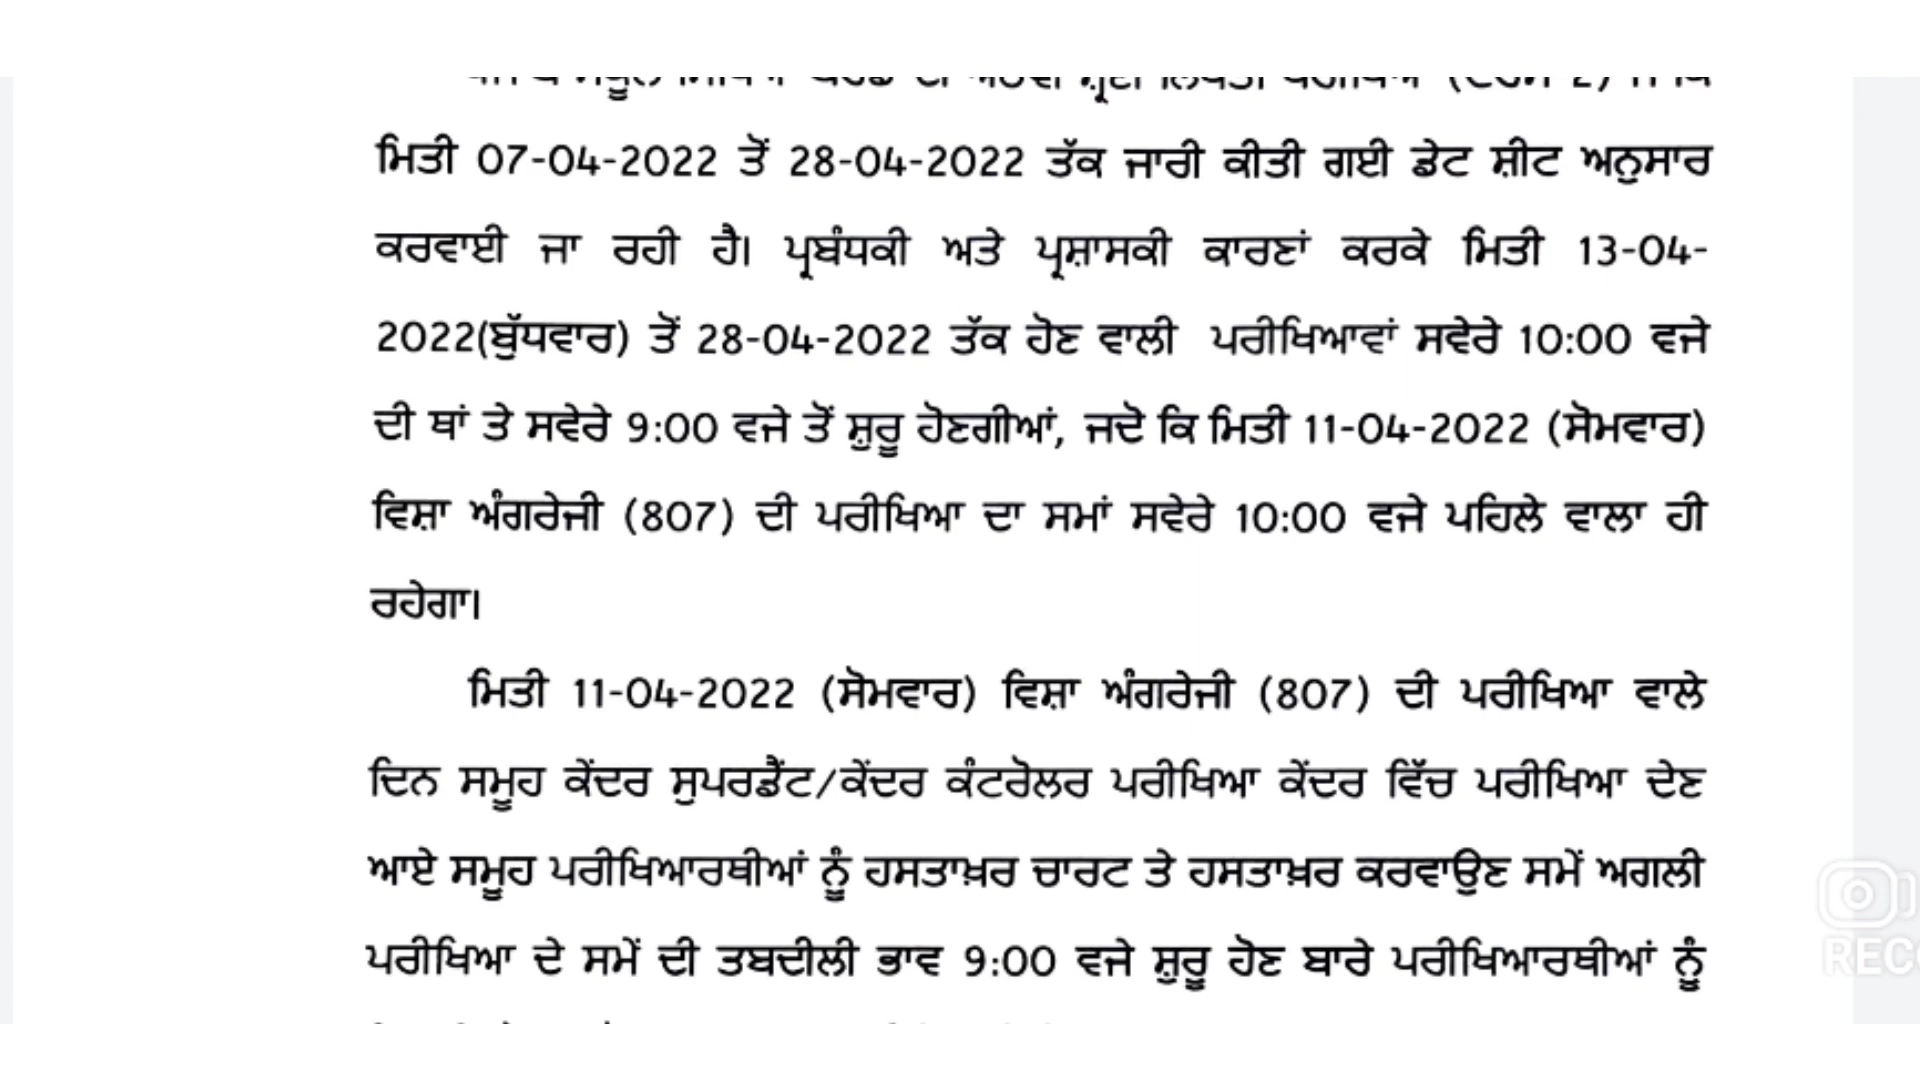 ਮਿਤੀ 07-04-2022 ਤੋਂ 28-04-2022 ਤੱਕ ਜਾਰੀ ਕੀਤੀ ਗਈ ਡੇਟ ਸ਼ੀਟ ਅਨੁਸਾਰ
ਕਰਵਾਈ ਜਾ ਰਹੀ ਹੈ। ਪ੍ਰਬੰਧਕੀ ਅਤੇ ਪ੍ਰਸ਼ਾਸਕੀ ਕਾਰਣਾਂ ਕਰਕੇ ਮਿਤੀ 13-04-
2022(ਬੁੱਧਵਾਰ) ਤੋਂ 28-04-2022 ਤੱਕ ਹੋਣ ਵਾਲੀ ਪਰੀਖਿਆਵਾਂ ਸਵੇਰੇ 10:00 ਵਜੇ
ਦੀ ਥਾਂ ਤੇ ਸਵੇਰੇ 9:00 ਵਜੇ ਤੋਂ ਸ਼ੁਰੂ ਹੋਣਗੀਆਂ, ਜਦੋ ਕਿ ਮਿਤੀ 11-04-2022 (ਸੋਮਵਾਰ)
ਵਿਸ਼ਾ ਅੰਗਰੇਜੀ (807) ਦੀ ਪਰੀਖਿਆ ਦਾ ਸਮਾਂ ਸਵੇਰੇ 10:00 ਵਜੇ ਪਹਿਲੇ ਵਾਲਾ ਹੀ
ਰਹੇਗਾ।
ਮਿਤੀ 11-04-2022 (ਸੋਮਵਾਰ) ਵਿਸ਼ਾ ਅੰਗਰੇਜੀ (807) ਦੀ ਪਰੀਖਿਆ ਵਾਲੇ
ਦਿਨ ਸਮੂਹ ਕੇਂਦਰ ਸੁਪਰਡੈਂਟ/ਕੇਂਦਰ ਕੰਟਰੋਲਰ ਪਰੀਖਿਆ ਕੇਂਦਰ ਵਿੱਚ ਪਰੀਖਿਆ ਦੇਣ
ਆਏ ਸਮੂਹ ਪਰੀਖਿਆਰਥੀਆਂ ਨੂੰ ਹਸਤਾਖ਼ਰ ਚਾਰਟ ਤੇ ਹਸਤਾਖ਼ਰ ਕਰਵਾਉਣ ਸਮੇਂ ਅਗਲੀ
ਪਰੀਖਿਆ ਦੇ ਸਮੇਂ ਦੀ ਤਬਦੀਲੀ ਭਾਵ 9:00 ਵਜੇ ਸ਼ੁਰੂ ਹੋਣ ਬਾਰੇ ਪਰੀਖਿਆਰਥੀਆਂ ਨੂੰ